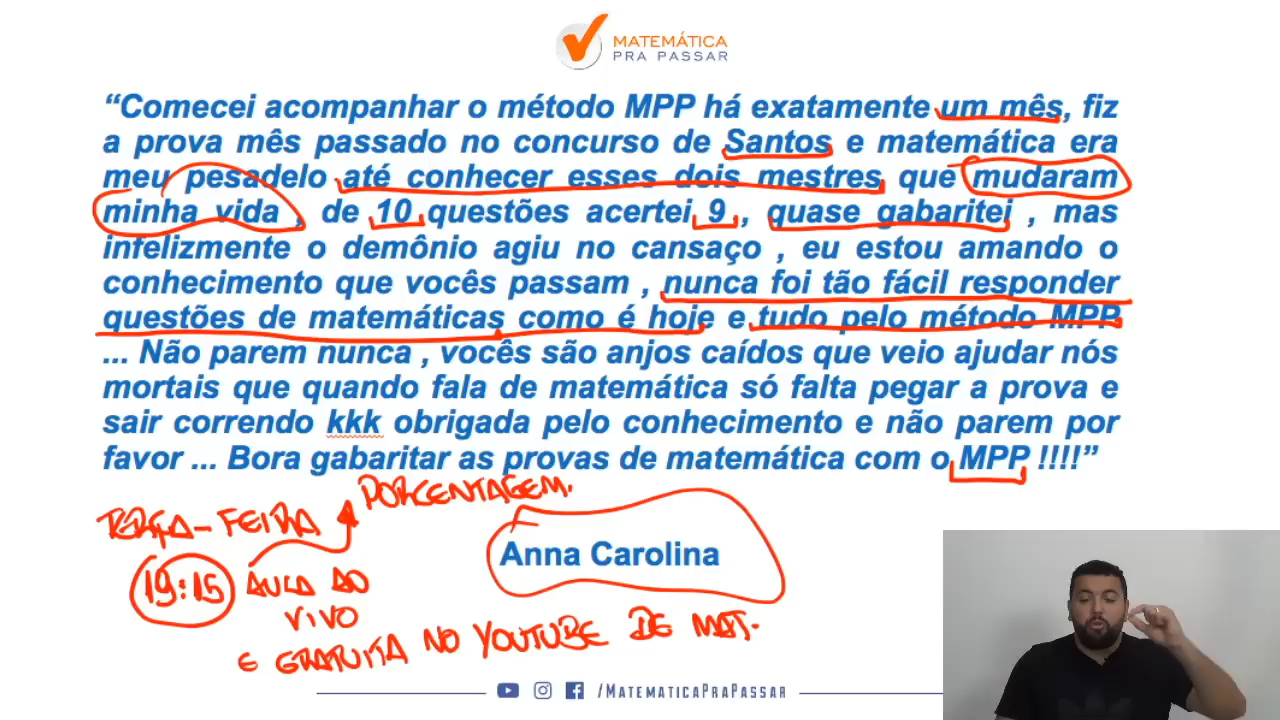 MATEMÁTICA
PRA PASSAR
“Comecei acompanhar o método MPP há exatamente um mês, fiz
a prova mês passado no concurso de Santos e matemática era
meu pesadelo até conhecer esses dois mestres que mudaram
minha vida , de 10 questões acertei 9 , quase gabaritei , mas
infelizmente o demônio agiu no cansaço , eu estou amando o
conhecimento que vocês passam , nunca foi tão fácil responder
questões de matemáticas como é hoje e tudo pelo método MPP
... Não parem nunca , vocês são anjos caídos que veio ajudar nós
mortais que quando fala de matemática só falta pegar a prova e
sair correndo kkk obrigada pelo conhecimento e não parem por
favor ... Bora gabaritar as provas de matemática com o MPP !!!!”
PORCENTAGEM.
TERÇA-FEIRA
Anna Carolina
19:15 AULA AO
VIVO
E GRATUITA NO YOUTUBE DE MAT.
/MATEMATICAPRAPASSAR